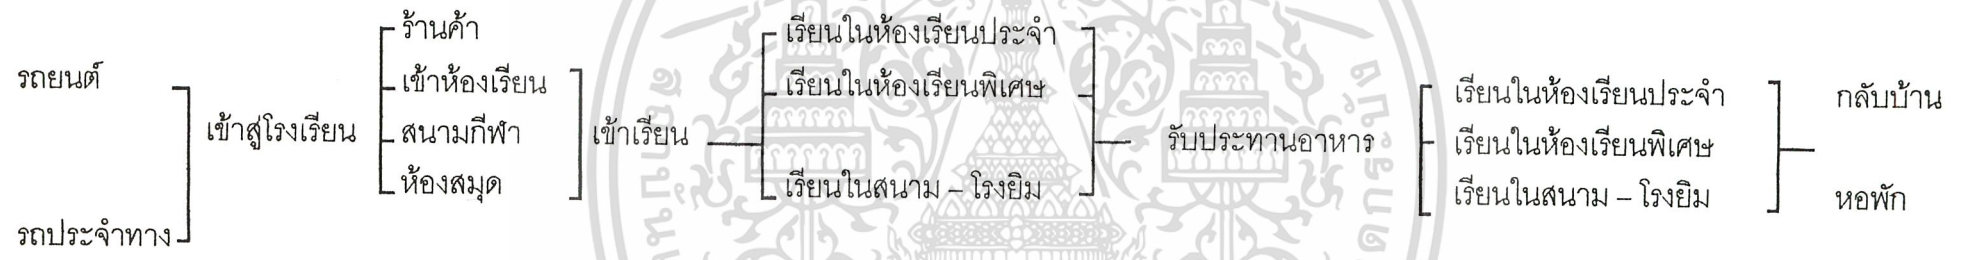 รถยนต์
รถประจำทาง
เข้าสู่โรงเรียน
ร้านค้า
เข้าห้องเรียน
สนามกีฬา
ห้องสมุด
เข้าเรียน
เรียนในห้องเรียนประจำ
เรียนในห้องเรียนพิเศษ
เรียนในสนาม – โรงยิม
รับประทานอาหาร
เรียนในห้องเรียนประจำ
เรียนในห้องเรียนพิเศษ
เรียนในสนาม – โรงยิม
กลับบ้าน
หอพัก